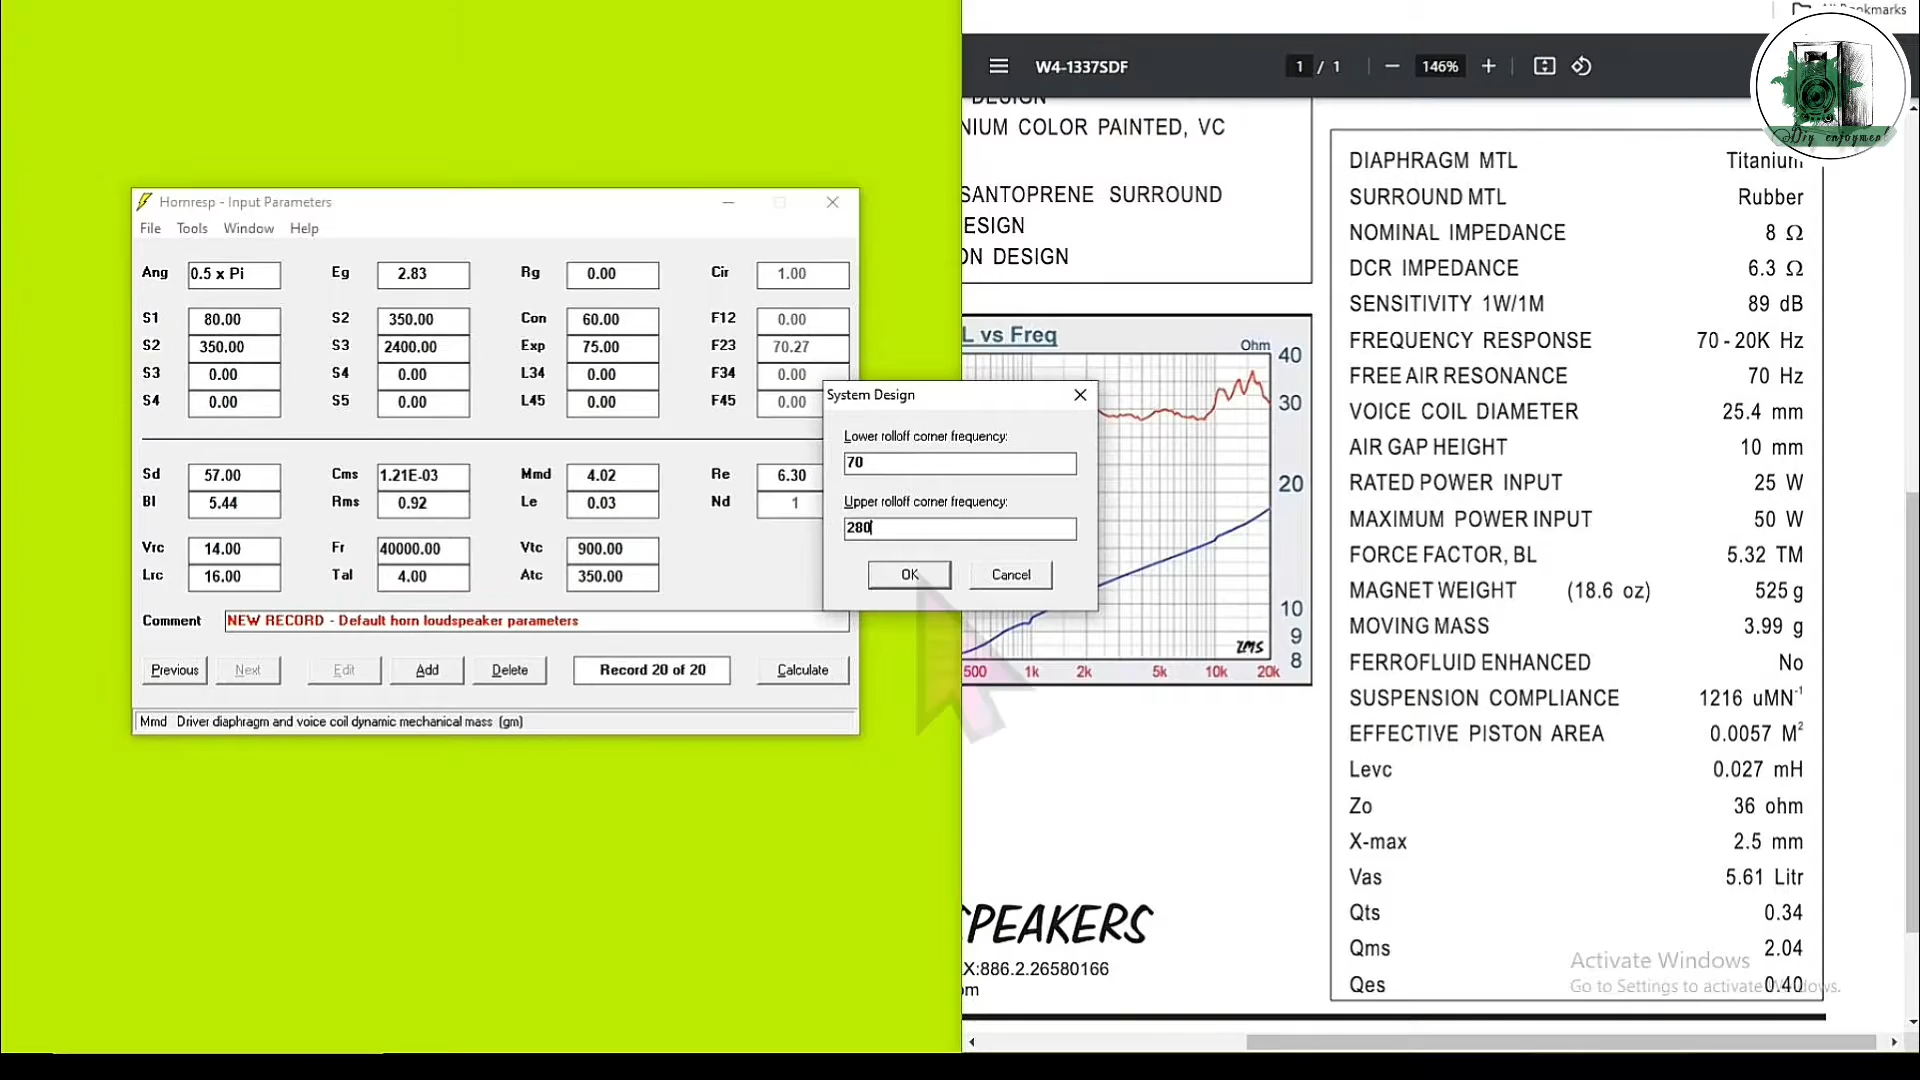 Hornresp - Input Parameters
File Tools Window Help
Ang 0.5 x Pi Eg 2.83 Rg 0.00 Cir 1.00
S1 80.00 S2 350.00 Con 60.00 F12 0.00
S2 350.00 S3 2400.00 Exp 75.00 F23 70.27
S3 0.00 S4 0.00 L34 0.00 F34 0.00
S4 0.00 S5 0.00 L45 0.00 F45 0.00
Sd 57.00 Cms 1.21E-03 Mmd 4.02 Re 6.30
Bl 5.44 Rms 0.92 Le 0.03 Nd 1
Vrc 14.00 Fr 40000.00 Vtc 900.00
Lrc 16.00 Tal 4.00 Atc 350.00
Comment NEW RECORD - Default horn loudspeaker parameters
Previous Next Edit Add Delete Record 20 of 20 Calculate
Mmd Driver diaphragm and voice coil dynamic mechanical mass (gm)
System Design
Lower rolloff corner frequency:
70
Upper rolloff corner frequency:
280
OK Cancel
All Bookmarks
W4-1337SDF 1 / 1 146%
Diy enjoyment
DESIGN
NIUM COLOR PAINTED, VC
SANTOPRENE SURROUND
ESIGN
ON DESIGN
L vs Freq
Ohm 40
30
20
10
9
8
LMS
500 1k 2k 5k 10k 20k
SPEAKERS
X:886.2.26580166
om
DIAPHRAGM MTL Titanium
SURROUND MTL Rubber
NOMINAL IMPEDANCE 8 Ω
DCR IMPEDANCE 6.3 Ω
SENSITIVITY 1W/1M 89 dB
FREQUENCY RESPONSE 70-20K Hz
FREE AIR RESONANCE 70 Hz
VOICE COIL DIAMETER 25.4 mm
AIR GAP HEIGHT 10 mm
RATED POWER INPUT 25 W
MAXIMUM POWER INPUT 50 W
FORCE FACTOR, BL 5.32 TM
MAGNET WEIGHT (18.6 oz) 525 g
MOVING MASS 3.99 g
FERROFLUID ENHANCED No
SUSPENSION COMPLIANCE 1216 uMN⁻¹
EFFECTIVE PISTON AREA 0.0057 M²
Levc 0.027 mH
Zo 36 ohm
X-max 2.5 mm
Vas 5.61 Litr
Qts 0.34
Qms 2.04
Qes 0.40
Activate Windows
Go to Settings to activate Windows.